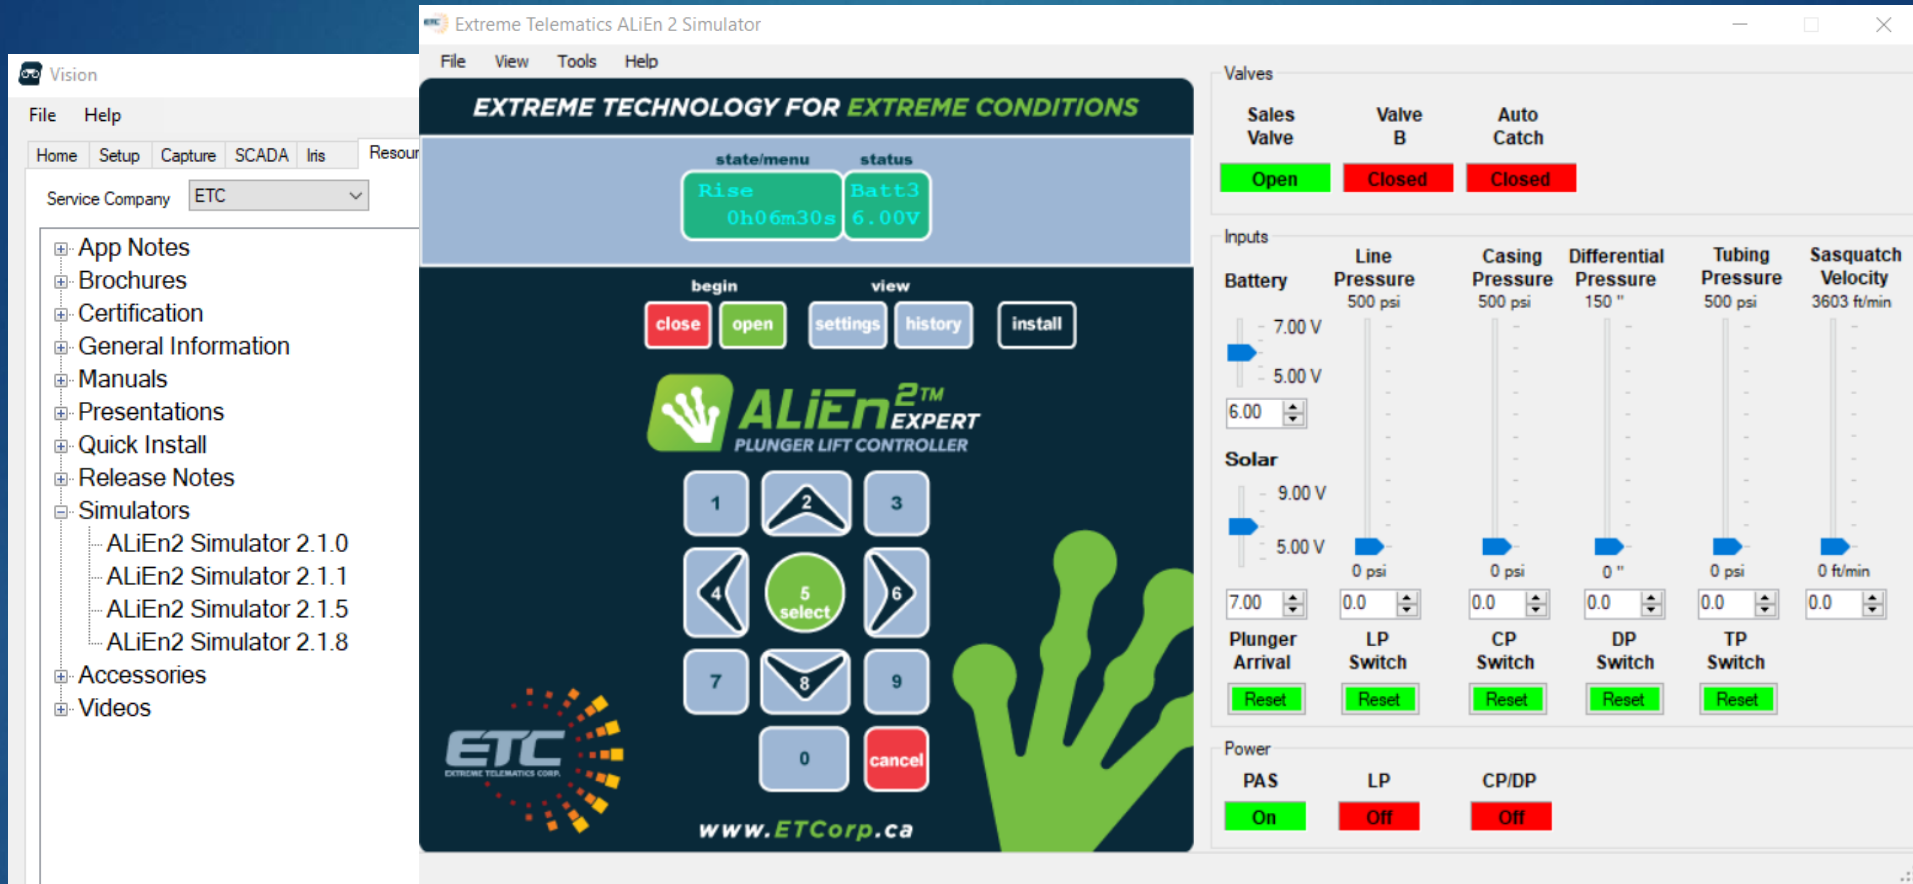 Vision
File Help
Home Setup Capture SCADA Iris Resour
Service Company ETC
App Notes
Brochures
Certification
General Information
Manuals
Presentations
Quick Install
Release Notes
Simulators
ALiEn2 Simulator 2.1.0
ALiEn2 Simulator 2.1.1
ALiEn2 Simulator 2.1.5
ALiEn2 Simulator 2.1.8
Accessories
Videos
ETC Extreme Telematics ALiEn 2 Simulator
File View Tools Help
EXTREME TECHNOLOGY FOR EXTREME CONDITIONS
state/menu status
Rise Batt3
0h06m30s 6.00V
begin view
close open settings history install
ALiEn2™
EXPERT
PLUNGER LIFT CONTROLLER
1 2 3
4 5 6
select
7 8 9
0 cancel
ETC
EXTREME TELEMATICS CORP.
www.ETCorp.ca
Valves
Sales Valve Auto
Valve B Catch
Open Closed Closed
Inputs
Line Casing Differential Tubing Sasquatch
Battery Pressure Pressure Pressure Pressure Velocity
500 psi 500 psi 150 " 500 psi 3603 ft/min
7.00 V
5.00 V
6.00
Solar
9.00 V
5.00 V
0 psi 0 psi 0 " 0 psi 0 ft/min
7.00 0.0 0.0 0.0 0.0 0.0
Plunger LP CP DP TP
Arrival Switch Switch Switch Switch
Reset Reset Reset Reset Reset
Power
PAS LP CP/DP
On Off Off